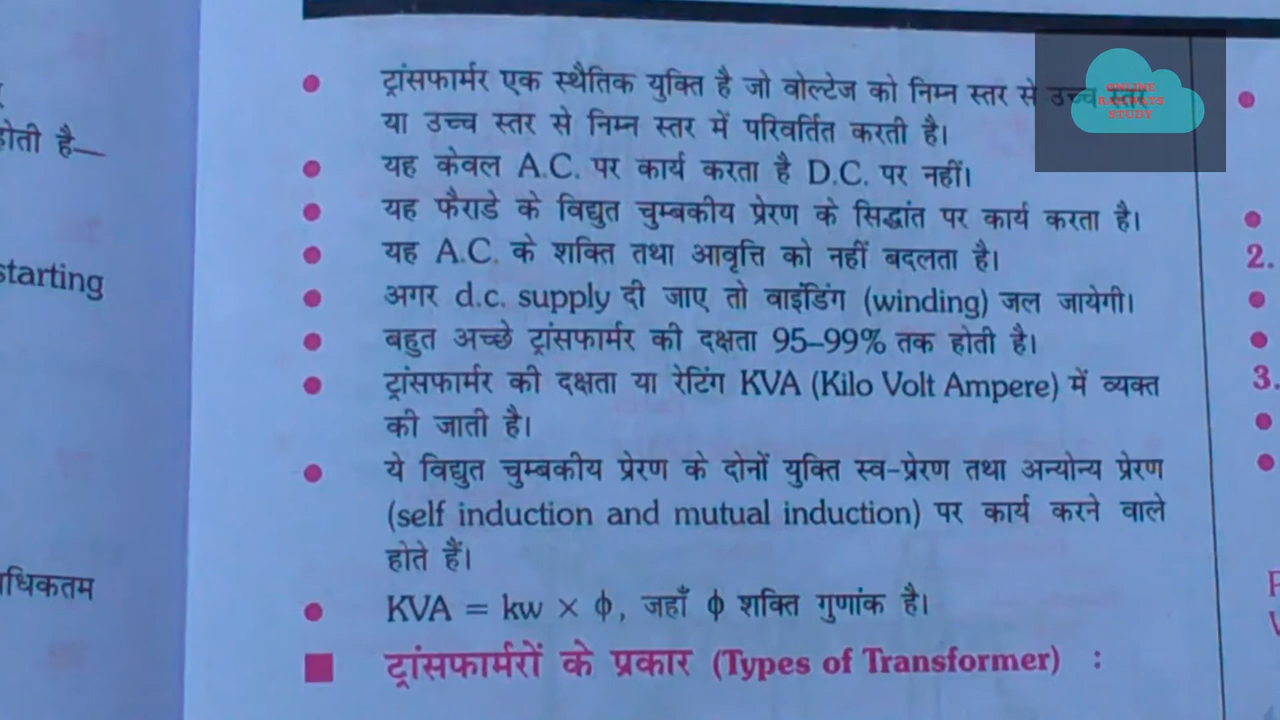 होती है—
starting
धिकतम
ट्रांसफार्मर एक स्थैतिक युक्ति है जो वोल्टेज को निम्न स्तर से उच्च स्तर
या उच्च स्तर से निम्न स्तर में परिवर्तित करती है।
यह केवल A.C. पर कार्य करता है D.C. पर नहीं।
यह फैराडे के विद्युत चुम्बकीय प्रेरण के सिद्धांत पर कार्य करता है।
यह A.C. के शक्ति तथा आवृत्ति को नहीं बदलता है।
अगर d.c. supply दी जाए तो वाइंडिंग (winding) जल जायेगी।
बहुत अच्छे ट्रांसफार्मर की दक्षता 95–99% तक होती है।
ट्रांसफार्मर की दक्षता या रेटिंग KVA (Kilo Volt Ampere) में व्यक्त
की जाती है।
ये विद्युत चुम्बकीय प्रेरण के दोनों युक्ति स्व-प्रेरण तथा अन्योन्य प्रेरण
(self induction and mutual induction) पर कार्य करने वाले
होते हैं।
KVA = kw × ϕ, जहाँ ϕ शक्ति गुणांक है।
ट्रांसफार्मरों के प्रकार (Types of Transformer) :
ONLINE
RAHWAYS
STUDY
2.
3.